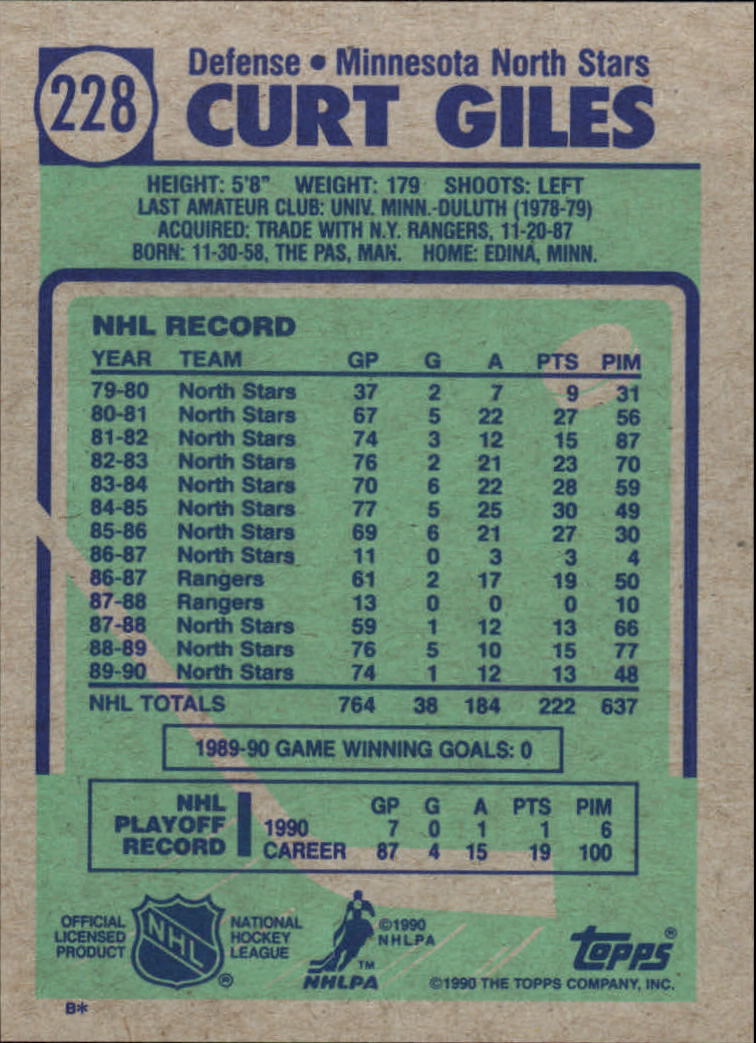 228
Defense • Minnesota North Stars
CURT GILES
HEIGHT: 5'8" WEIGHT: 179 SHOOTS: LEFT
LAST AMATEUR CLUB: UNIV. MINN.-DULUTH (1978-79)
ACQUIRED: TRADE WITH N.Y. RANGERS, 11-20-87
BORN: 11-30-58, THE PAS, MAN. HOME: EDINA, MINN.
NHL RECORD
YEAR TEAM GP G A PTS PIM
79-80 North Stars 37 2 7 9 31
80-81 North Stars 67 5 22 27 56
81-82 North Stars 74 3 12 15 87
82-83 North Stars 76 2 21 23 70
83-84 North Stars 70 6 22 28 59
84-85 North Stars 77 5 25 30 49
85-86 North Stars 69 6 21 27 30
86-87 North Stars 11 0 3 3 4
86-87 Rangers 61 2 17 19 50
87-88 Rangers 13 0 0 0 10
87-88 North Stars 59 1 12 13 66
88-89 North Stars 76 5 10 15 77
89-90 North Stars 74 1 12 13 48
NHL TOTALS 764 38 184 222 637
1989-90 GAME WINNING GOALS: 0
NHL PLAYOFF RECORD
GP G A PTS PIM
1990 7 0 1 1 6
CAREER 87 4 15 19 100
OFFICIAL
LICENSED
PRODUCT
NHL
®
NATIONAL
HOCKEY
LEAGUE
TM
NHLPA
©1990
NHLPA
topps®
©1990 THE TOPPS COMPANY, INC.
B*